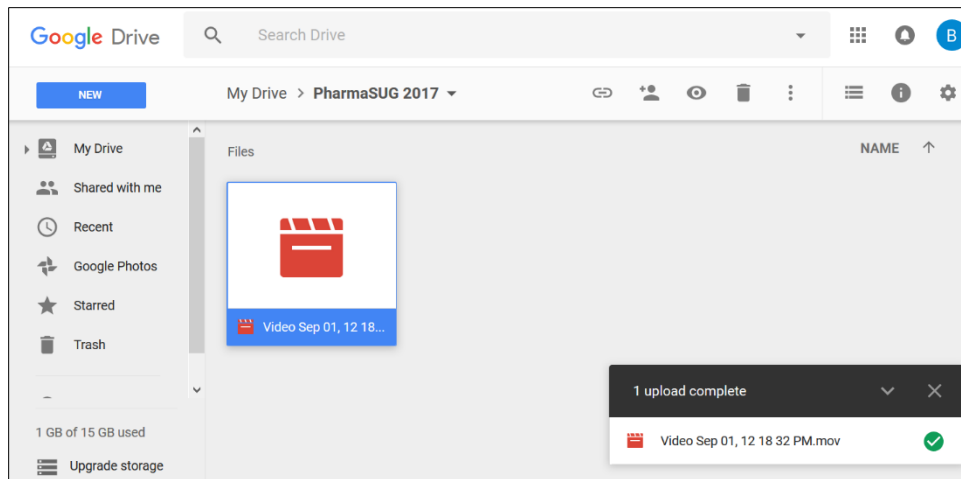 Google Drive
Search Drive
B
NEW
My Drive > PharmaSUG 2017
My Drive
Shared with me
Recent
Google Photos
Starred
Trash
1 GB of 15 GB used
Upgrade storage
Files
NAME
Video Sep 01, 12 18...
1 upload complete
Video Sep 01, 12 18 32 PM.mov